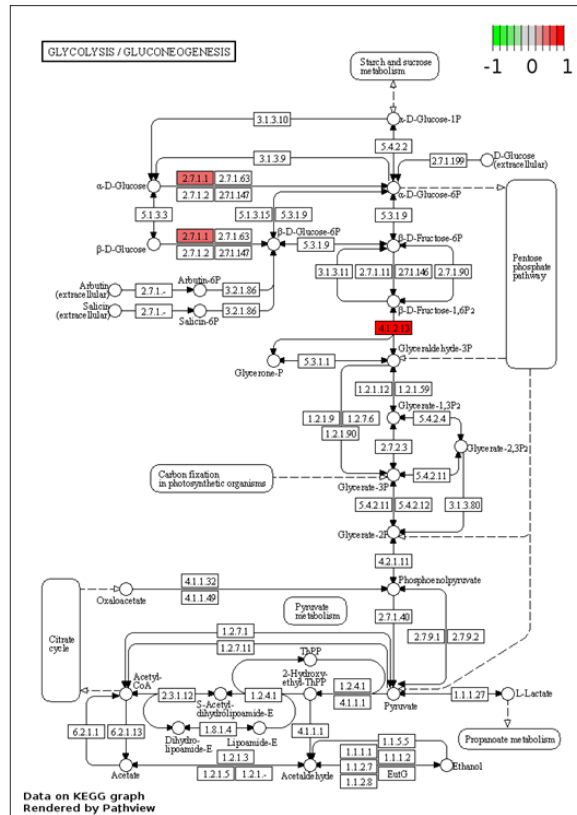 GLYCOLYSIS / GLUCONEOGENESIS
-1 0 1
Starch and sucrose
metabolism
3.1.3.10
α-D-Glucose-1P
5.4.2.2
3.1.3.9
2.7.1.199
D-Glucose
(extracellular)
α-D-Glucose
2.7.1.1 2.7.1.63
2.7.1.2 2.7.1.147
α-D-Glucose-6P
5.1.3.3
5.1.3.15 5.3.1.9
5.3.1.9
β-D-Glucose
2.7.1.1 2.7.1.63
2.7.1.2 2.7.1.147
β-D-Glucose-6P
5.3.1.9
β-D-Fructose-6P
Pentose
phosphate
pathway
3.1.3.11 2.7.1.11 2.7.1.146 2.7.1.90
Arbutin
(extracellular)
2.7.1.-
Arbutin-6P
3.2.1.86
Salicin
(extracellular)
2.7.1.-
Salicin-6P
3.2.1.86
β-D-Fructose-1,6P2
4.1.2.13
Glyceraldehyde-3P
Glycerone-P
5.3.1.1
1.2.1.12 1.2.1.59
1.2.1.9 1.2.7.6
1.2.1.90
Glycerate-1,3P2
5.4.2.4
2.7.2.3
Glycerate-2,3P2
Carbon fixation
in photosynthetic organisms
5.4.2.11
Glycerate-3P
5.4.2.11 5.4.2.12
3.1.3.80
Glycerate-2P
4.2.1.11
Oxaloacetate
4.1.1.32
4.1.1.49
Phosphoenolpyruvate
Pyruvate
metabolism
2.7.1.40
Citrate
cycle
2.7.9.1 2.7.9.2
1.2.7.1
1.2.7.11
ThPP
Acetyl-
CoA
2.3.1.12
S-Acetyl-
dihydrolipoamide-E
1.2.4.1
2-Hydroxy-
ethyl-ThPP
1.2.4.1
4.1.1.1
Pyruvate
1.1.1.27
L-Lactate
6.2.1.1 6.2.1.13
Dihydro-
lipoamide-E
1.8.1.4
Lipoamide-E
4.1.1.1
Propanoate metabolism
Acetate
1.2.1.3
1.2.1.5 1.2.1.-
Acetaldehyde
1.1.5.5
1.1.1.1 1.1.1.2
1.1.2.7 EutG
1.1.2.8
Ethanol
Data on KEGG graph
Rendered by Pathview